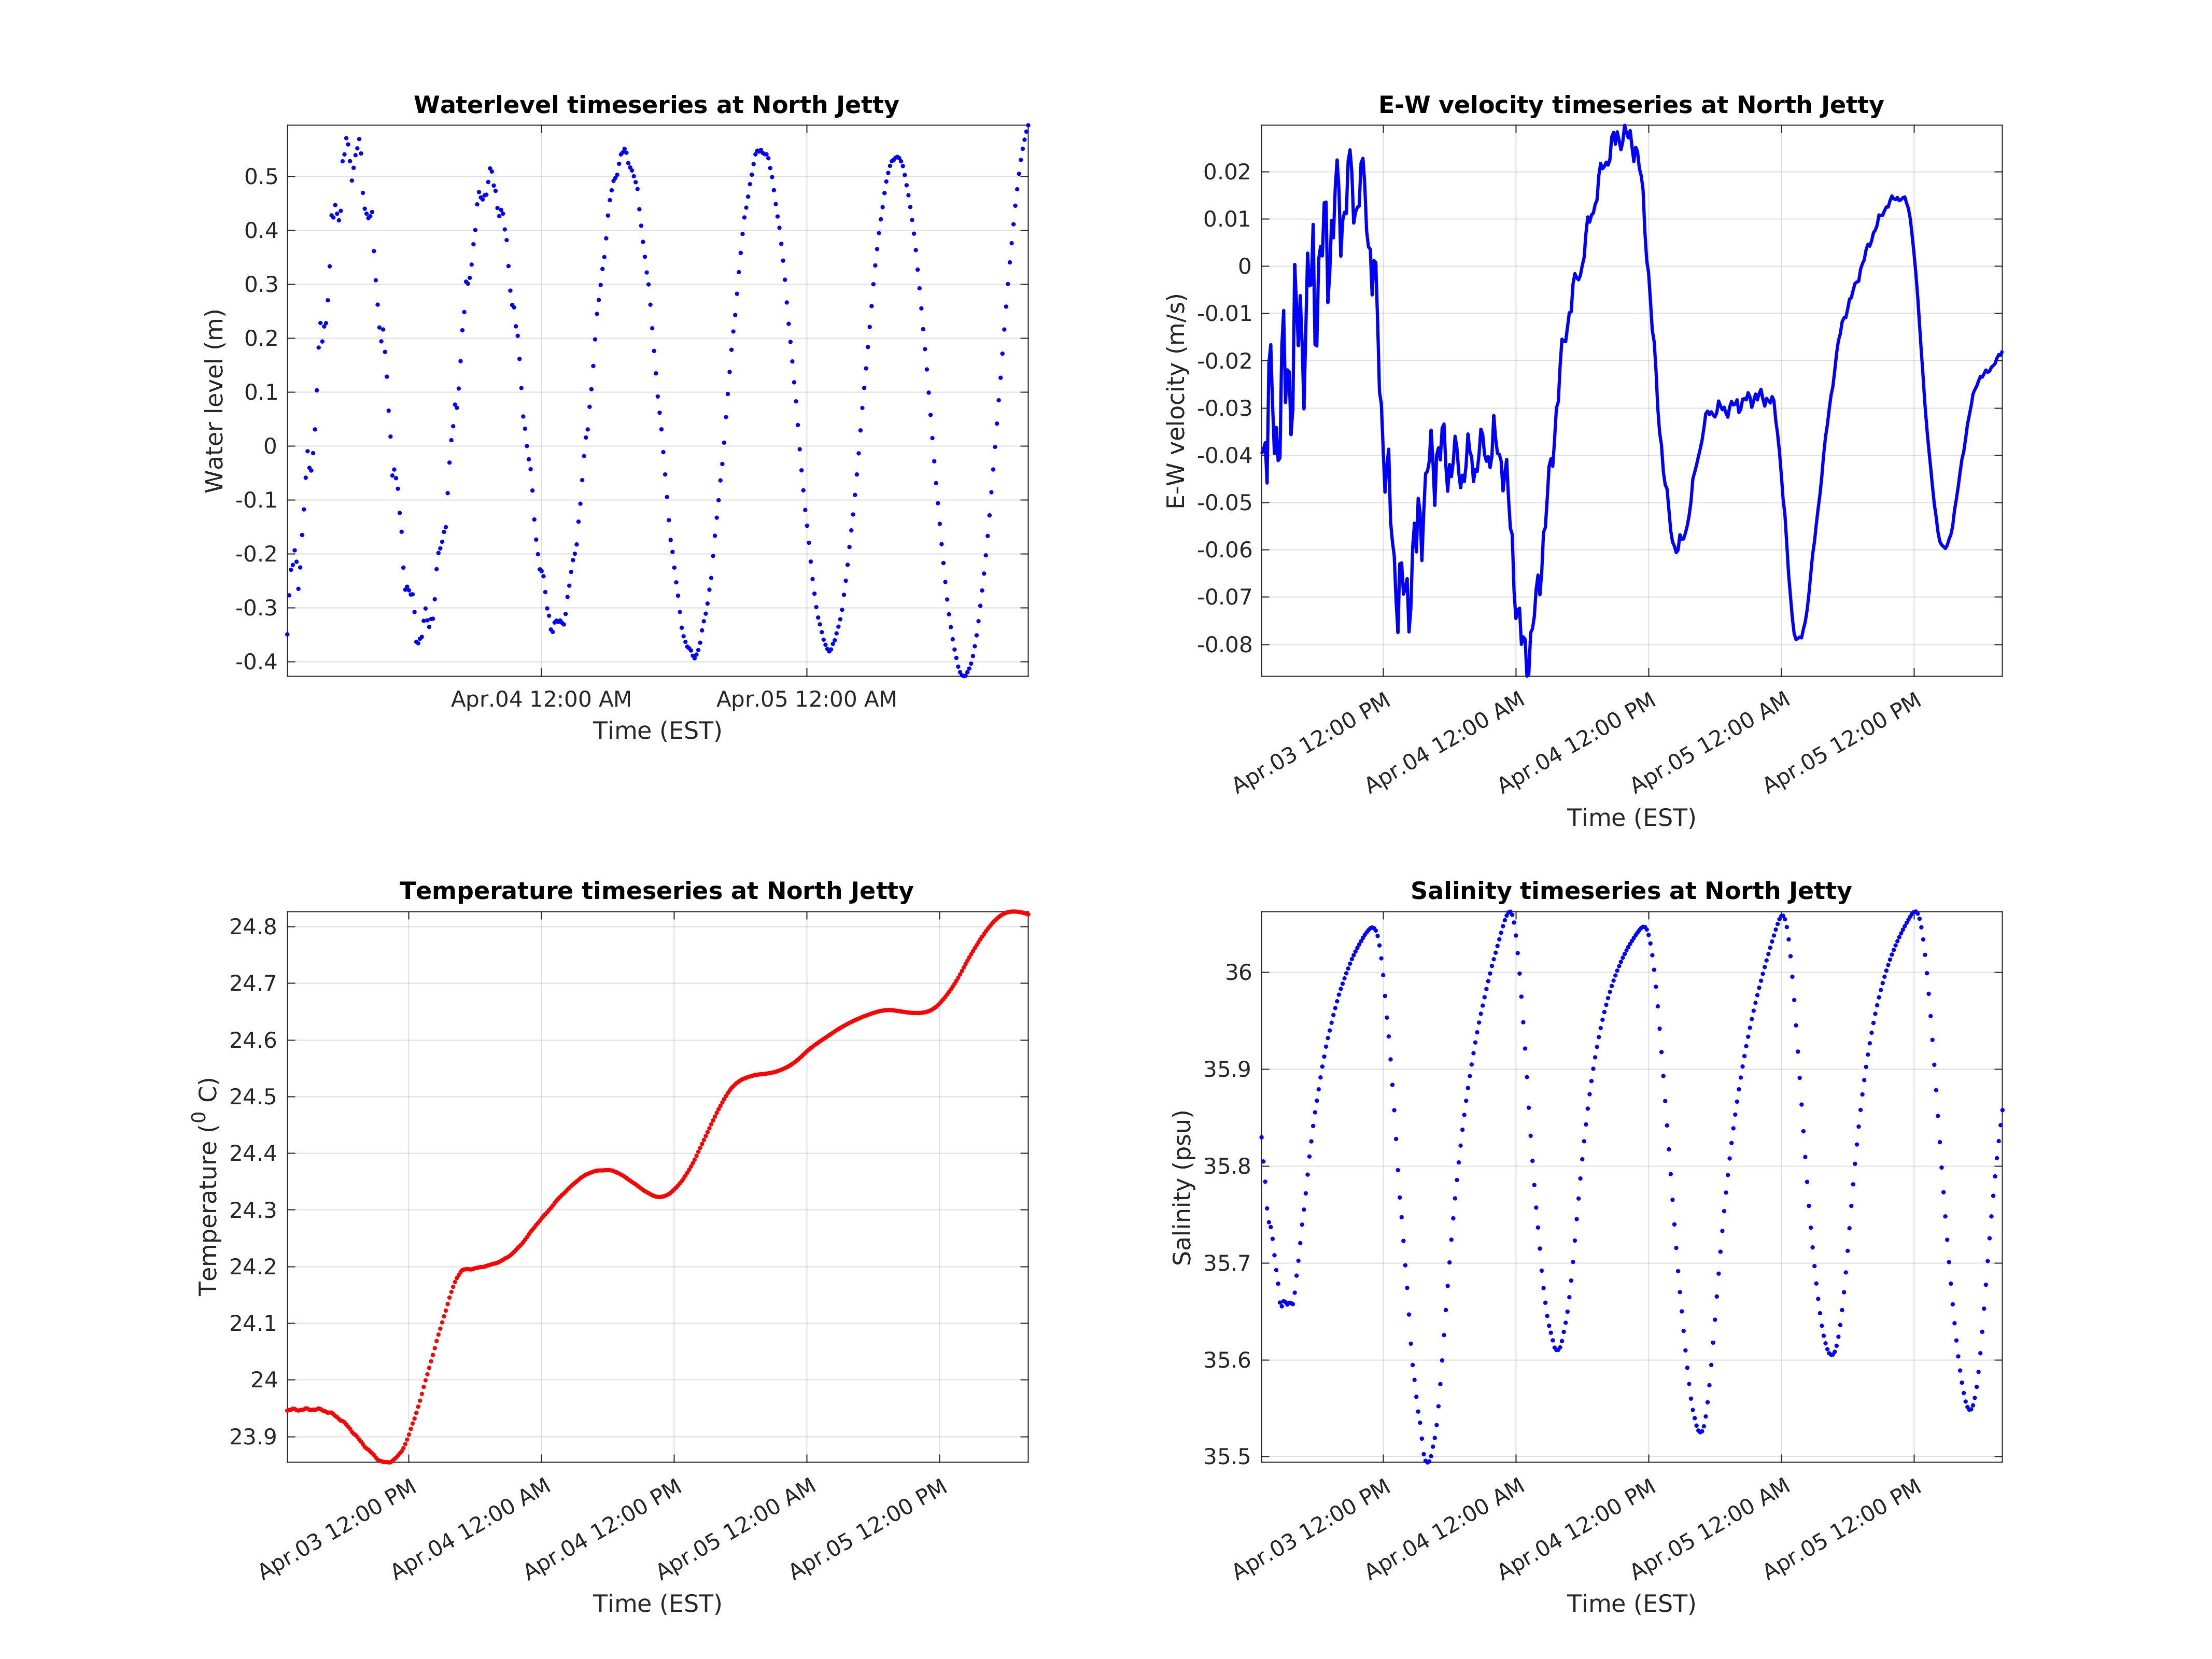 Waterlevel timeseries at North Jetty
0.5
0.4
0.3
0.2
0.1
0
-0.1
-0.2
-0.3
-0.4
Water level (m)
Apr.04 12:00 AM
Apr.05 12:00 AM
Time (EST)
E-W velocity timeseries at North Jetty
0.02
0.01
0
-0.01
-0.02
-0.03
-0.04
-0.05
-0.06
-0.07
-0.08
E-W velocity (m/s)
Apr.03 12:00 PM
Apr.04 12:00 AM
Apr.04 12:00 PM
Apr.05 12:00 AM
Apr.05 12:00 PM
Time (EST)
Temperature timeseries at North Jetty
24.8
24.7
24.6
24.5
24.4
24.3
24.2
24.1
24
23.9
Temperature (⁰ C)
Apr.03 12:00 PM
Apr.04 12:00 AM
Apr.04 12:00 PM
Apr.05 12:00 AM
Apr.05 12:00 PM
Time (EST)
Salinity timeseries at North Jetty
36
35.9
35.8
35.7
35.6
35.5
Salinity (psu)
Apr.03 12:00 PM
Apr.04 12:00 AM
Apr.04 12:00 PM
Apr.05 12:00 AM
Apr.05 12:00 PM
Time (EST)